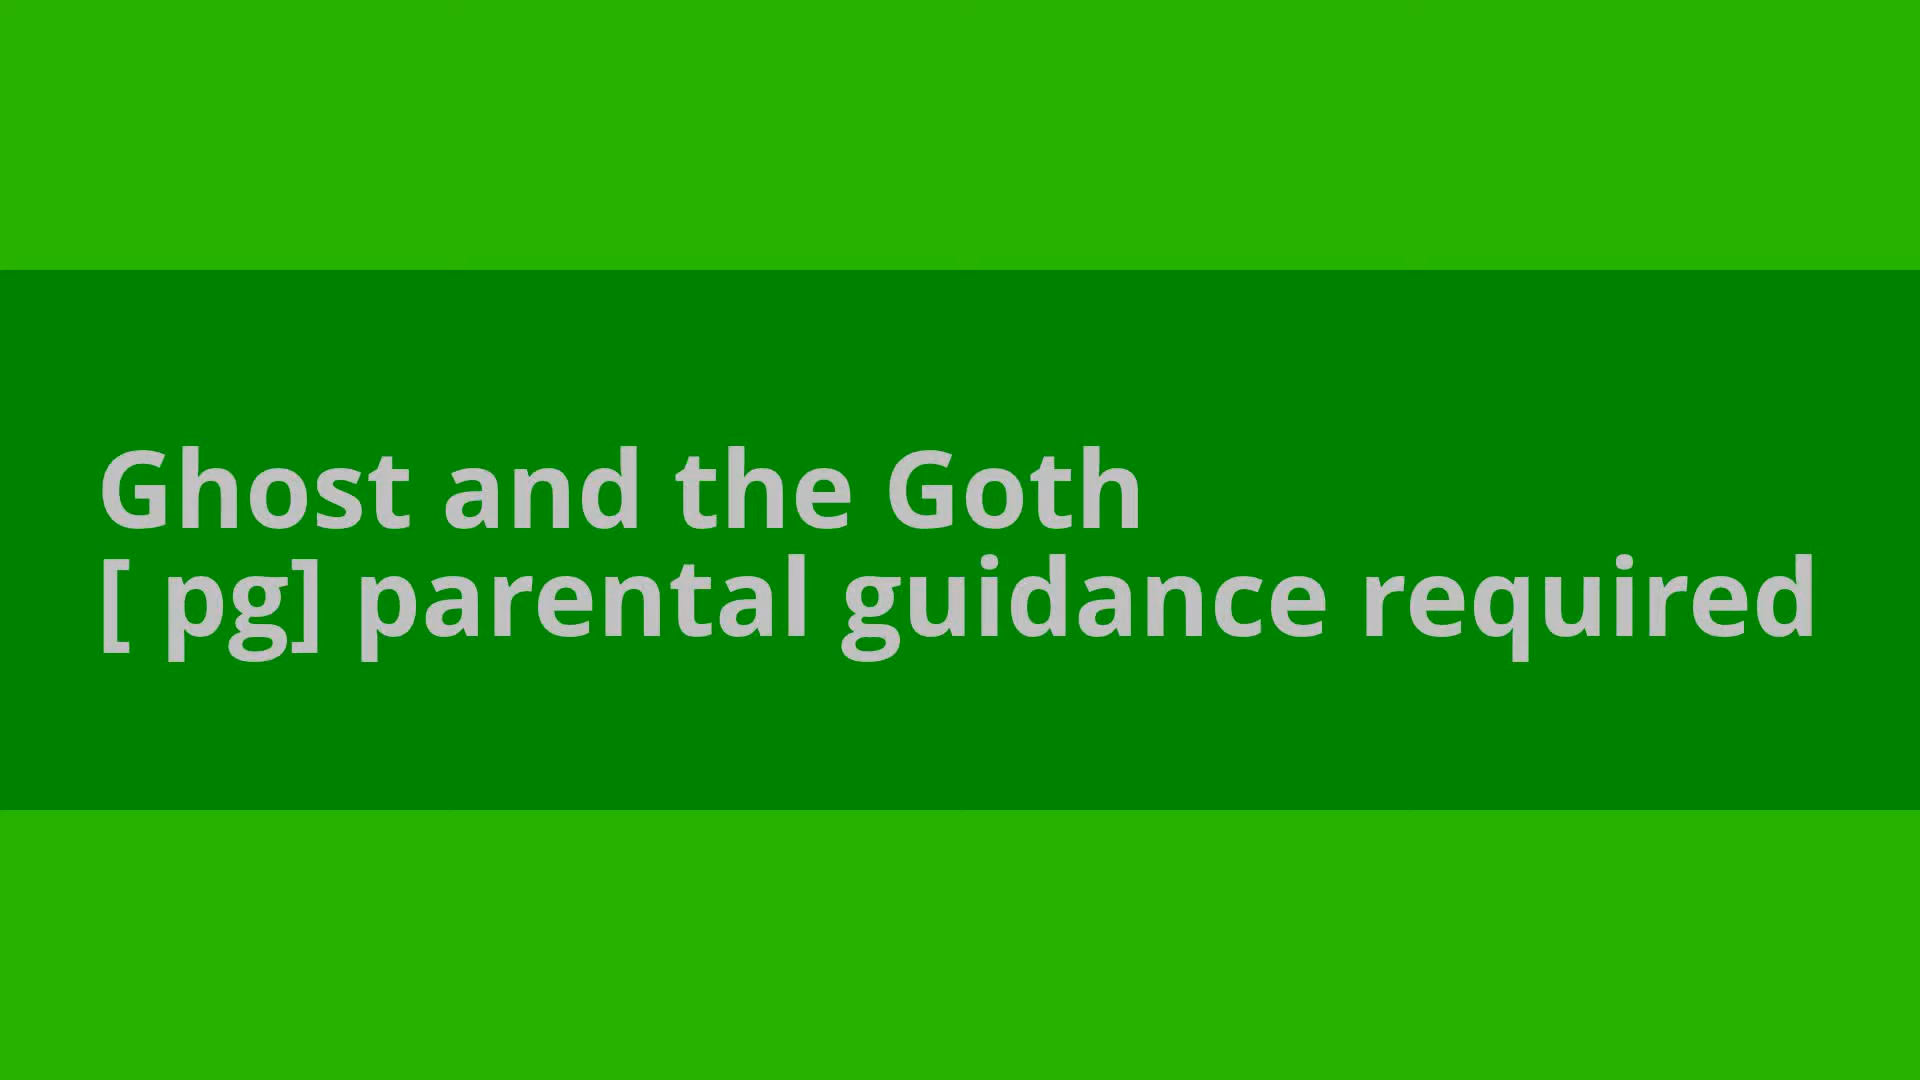 Ghost and the Goth
[ pg] parental guidance required